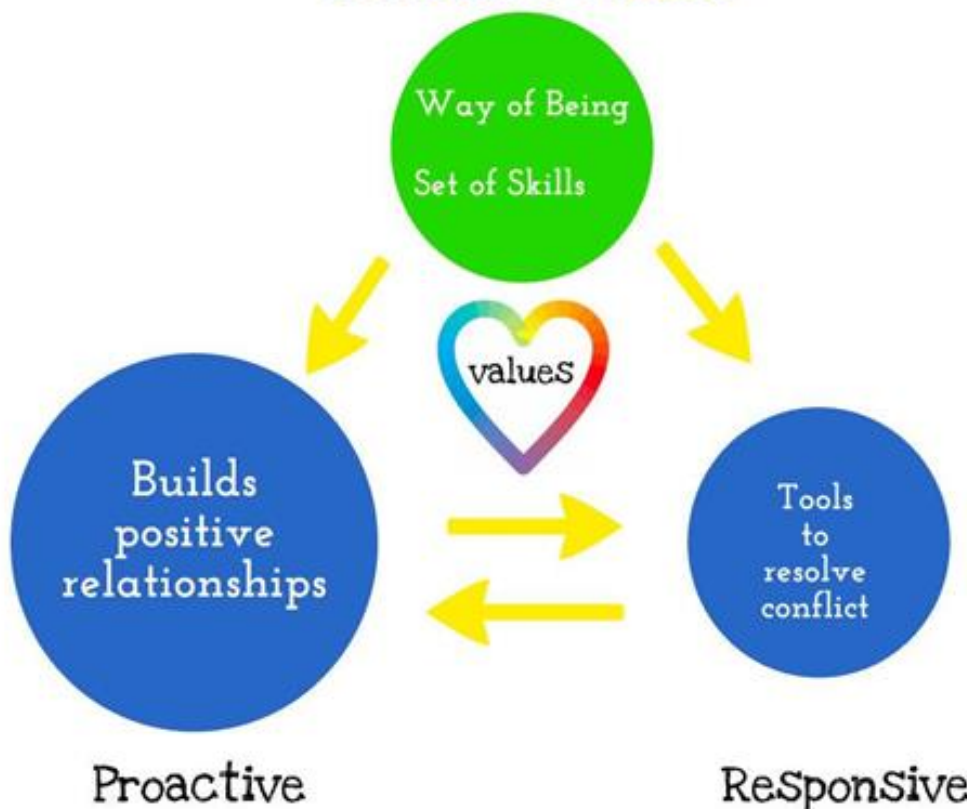 Way of Being
Set of Skills
values
Builds
positive
relationships
Tools
to
resolve
conflict
Proactive
Responsive